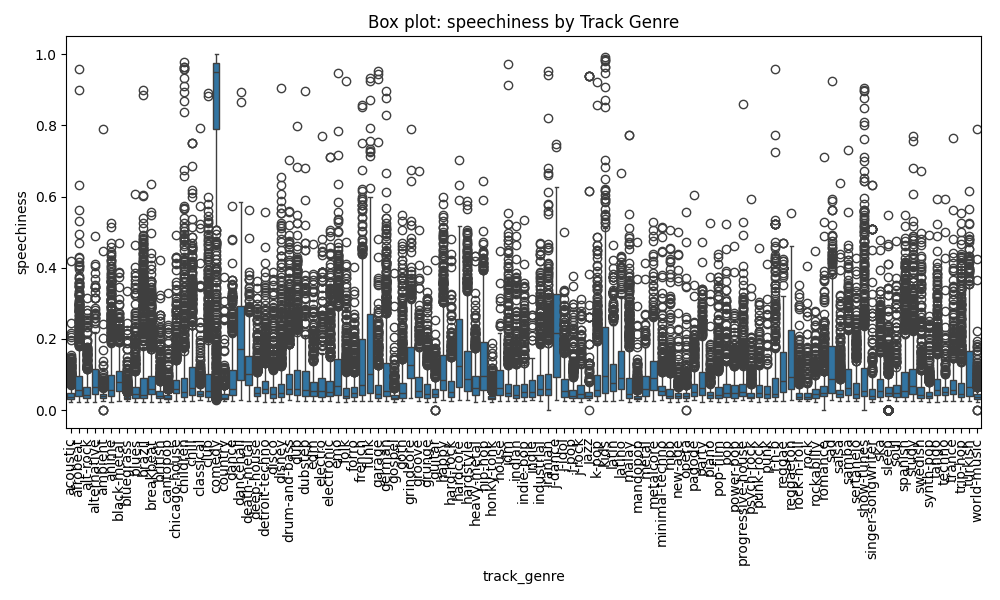 Box plot: speechiness by Track Genre
speechiness
1.0
0.8
0.6
0.4
0.2
0.0
acoustic
afrobeat
alt-rock
alternative
ambient
anime
black-metal
bluegrass
blues
brazil
breakbeat
british
cantopop
chicago-house
children
chill
classical
club
comedy
country
dance
dancehall
death-metal
deep-house
detroit-techno
disco
disney
drum-and-bass
dub
dubstep
edm
electro
electronic
emo
folk
forro
french
funk
garage
german
gospel
goth
grindcore
groove
grunge
guitar
happy
hard-rock
hardcore
hardstyle
heavy-metal
hip-hop
honky-tonk
house
idm
indian
indie-pop
indie
industrial
iranian
j-dance
j-idol
j-pop
j-rock
jazz
k-pop
kids
latin
latino
malay
mandopop
metal
metalcore
minimal-techno
mpb
new-age
opera
pagode
party
piano
pop-film
pop
power-pop
progressive-house
psych-rock
punk-rock
punk
r-n-b
reggae
reggaeton
rock-n-roll
rock
rockabilly
romance
sad
salsa
samba
sertanejo
show-tunes
singer-songwriter
ska
sleep
songwriter
soul
spanish
study
swedish
synth-pop
tango
techno
trance
trip-hop
turkish
world-music
track_genre